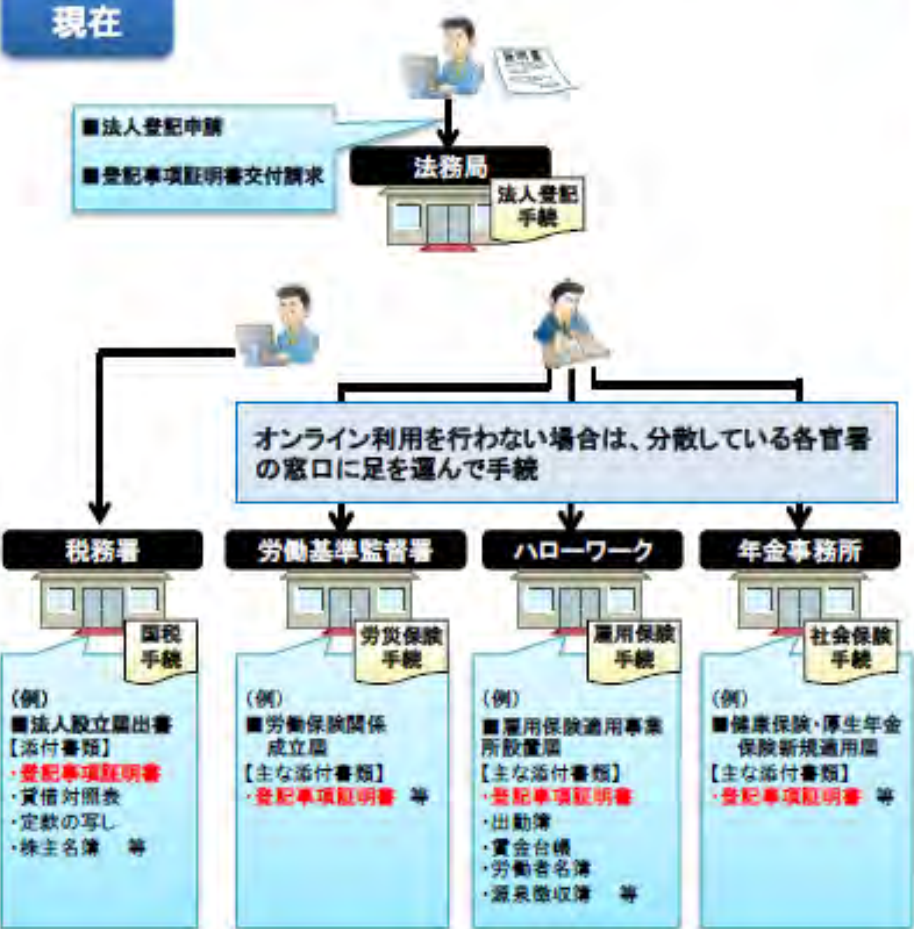 現在
証明書
■法人登記申請
■登記事項証明書交付請求
法務局
法人登記
手続
オンライン利用を行わない場合は、分散している各官署
の窓口に足を運んで手続
税務署
国税
手続
(例)
■法人設立届出書
【添付書類】
・登記事項証明書
・貸借対照表
・定款の写し
・株主名簿 等
労働基準監督署
労災保険
手続
(例)
■労働保険関係
成立届
【主な添付書類】
・登記事項証明書 等
ハローワーク
雇用保険
手続
(例)
■雇用保険適用事業
所設置届
【主な添付書類】
・登記事項証明書
・出勤簿
・賃金台帳
・労働者名簿
・源泉徴収簿 等
年金事務所
社会保険
手続
(例)
■健康保険・厚生年金
保険新規適用届
【主な添付書類】
・登記事項証明書 等